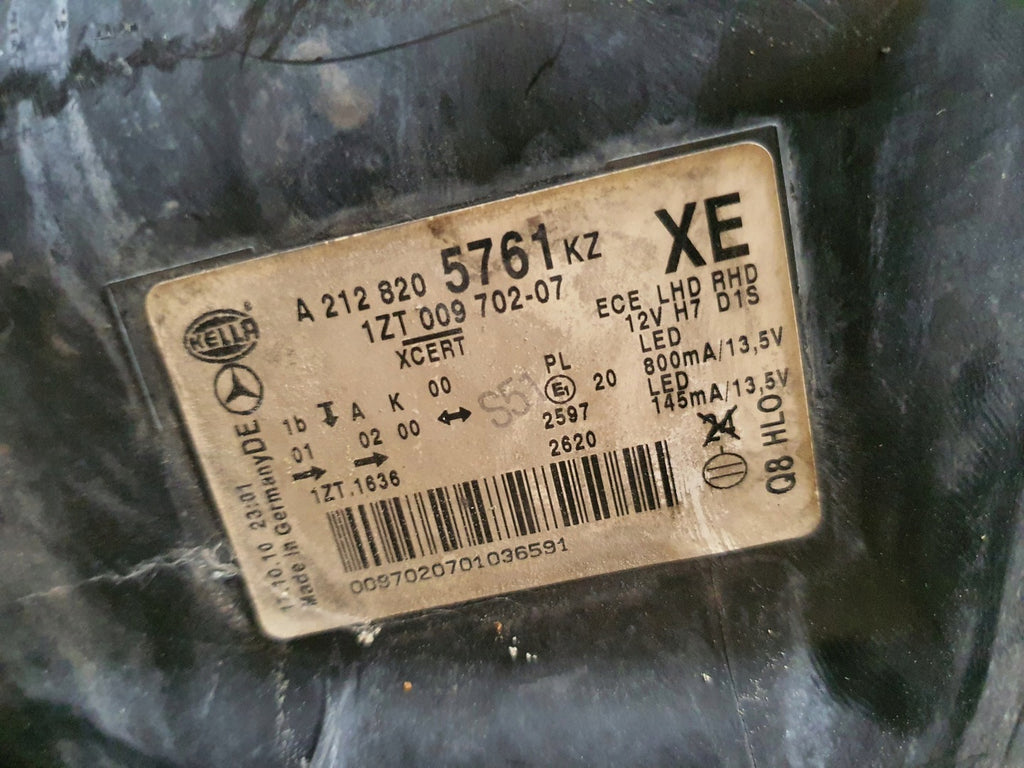 A 212 820 5761 KZ
XE
1ZT 009 702-07
XCERT
ECE LHD RHD
12V H7 D1S
LED
800mA/13,5V
LED
145mA/13,5V
HELLA
1b A K 00
01 02 00
S51
PL
E1 20
2597
2620
24
1ZT.1636
Q8 HLO
DE
.10.10 23:01
Made in Germany